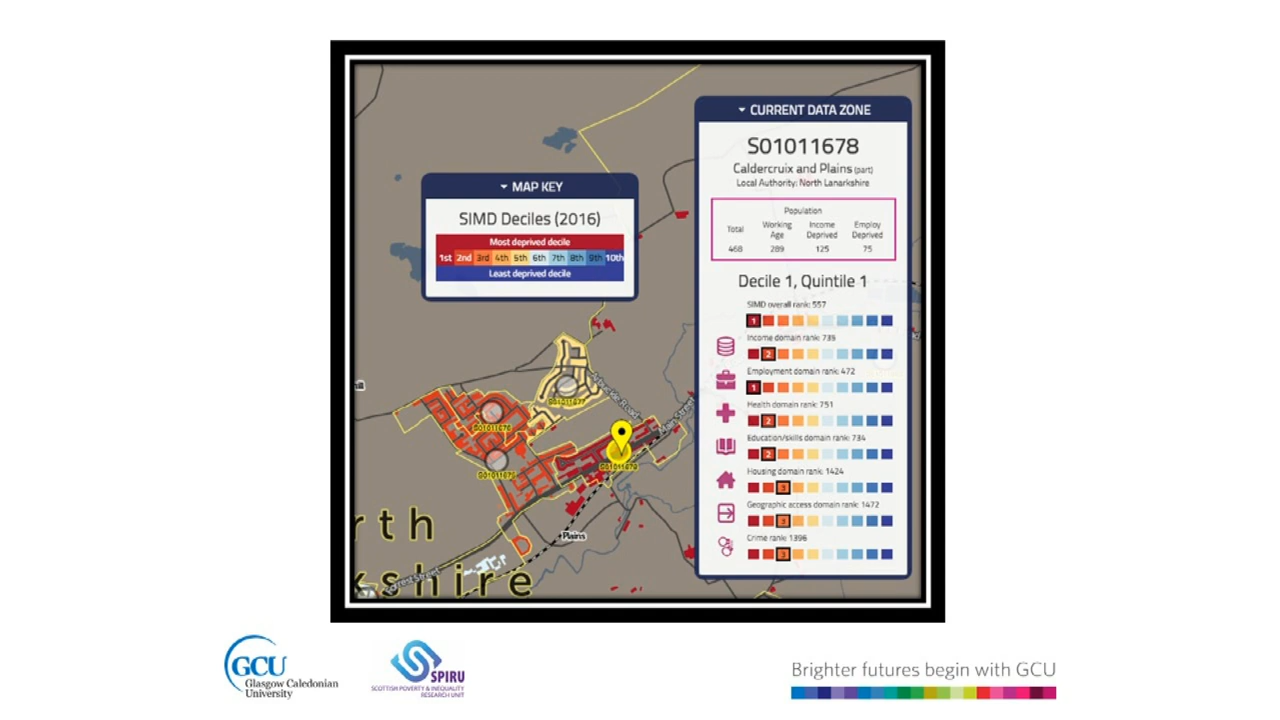 CURRENT DATA ZONE
S01011678
Caldercruix and Plains (part)
Local Authority: North Lanarkshire
Population
Total Working Age Income Deprived Employ Deprived
468 289 125 75
Decile 1, Quintile 1
SIMD overall rank: 557
1
Income domain rank: 739
2
Employment domain rank: 472
1
Health domain rank: 751
2
Education/skills domain rank: 734
2
Housing domain rank: 1424
3
Geographic access domain rank: 1472
3
Crime rank: 1396
3
MAP KEY
SIMD Deciles (2016)
Most deprived decile
1st 2nd 3rd 4th 5th 6th 7th 8th 9th 10th
Least deprived decile
S01011677
S01011676
Main Street
Plains
rth
kshire
GCU
Glasgow Caledonian
University
SPIRU
SCOTTISH POVERTY & INEQUALITY
RESEARCH UNIT
Brighter futures begin with GCU